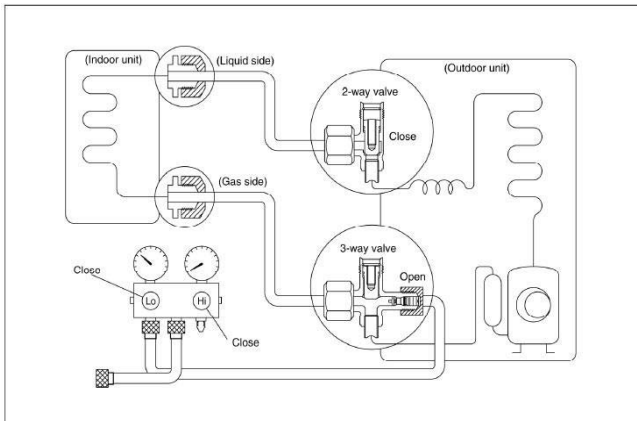 (Indoor unit)
(Liquid side)
(Outdoor unit)
2-way valve
Close
(Gas side)
3-way valve
Open
Close
Lo
Hi
Close